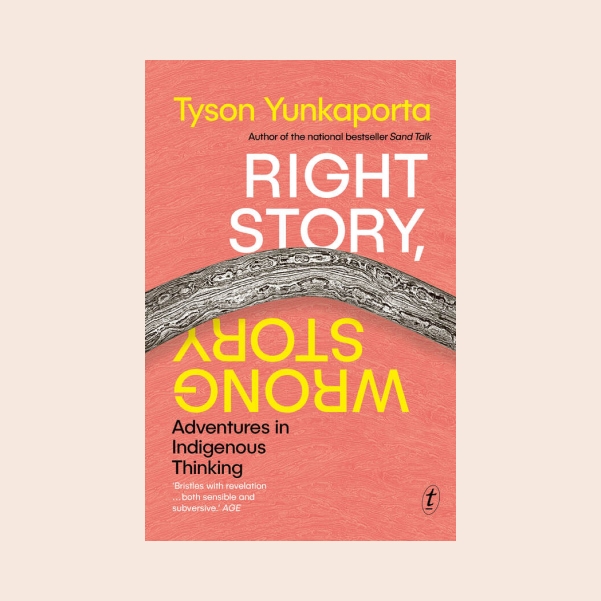 Tyson Yunkaporta
Author of the national bestseller Sand Talk
RIGHT
STORY,
WRONG
STORY
Adventures in
Indigenous
Thinking
‘Bristles with revelation
…both sensible and
subversive.’ AGE
t